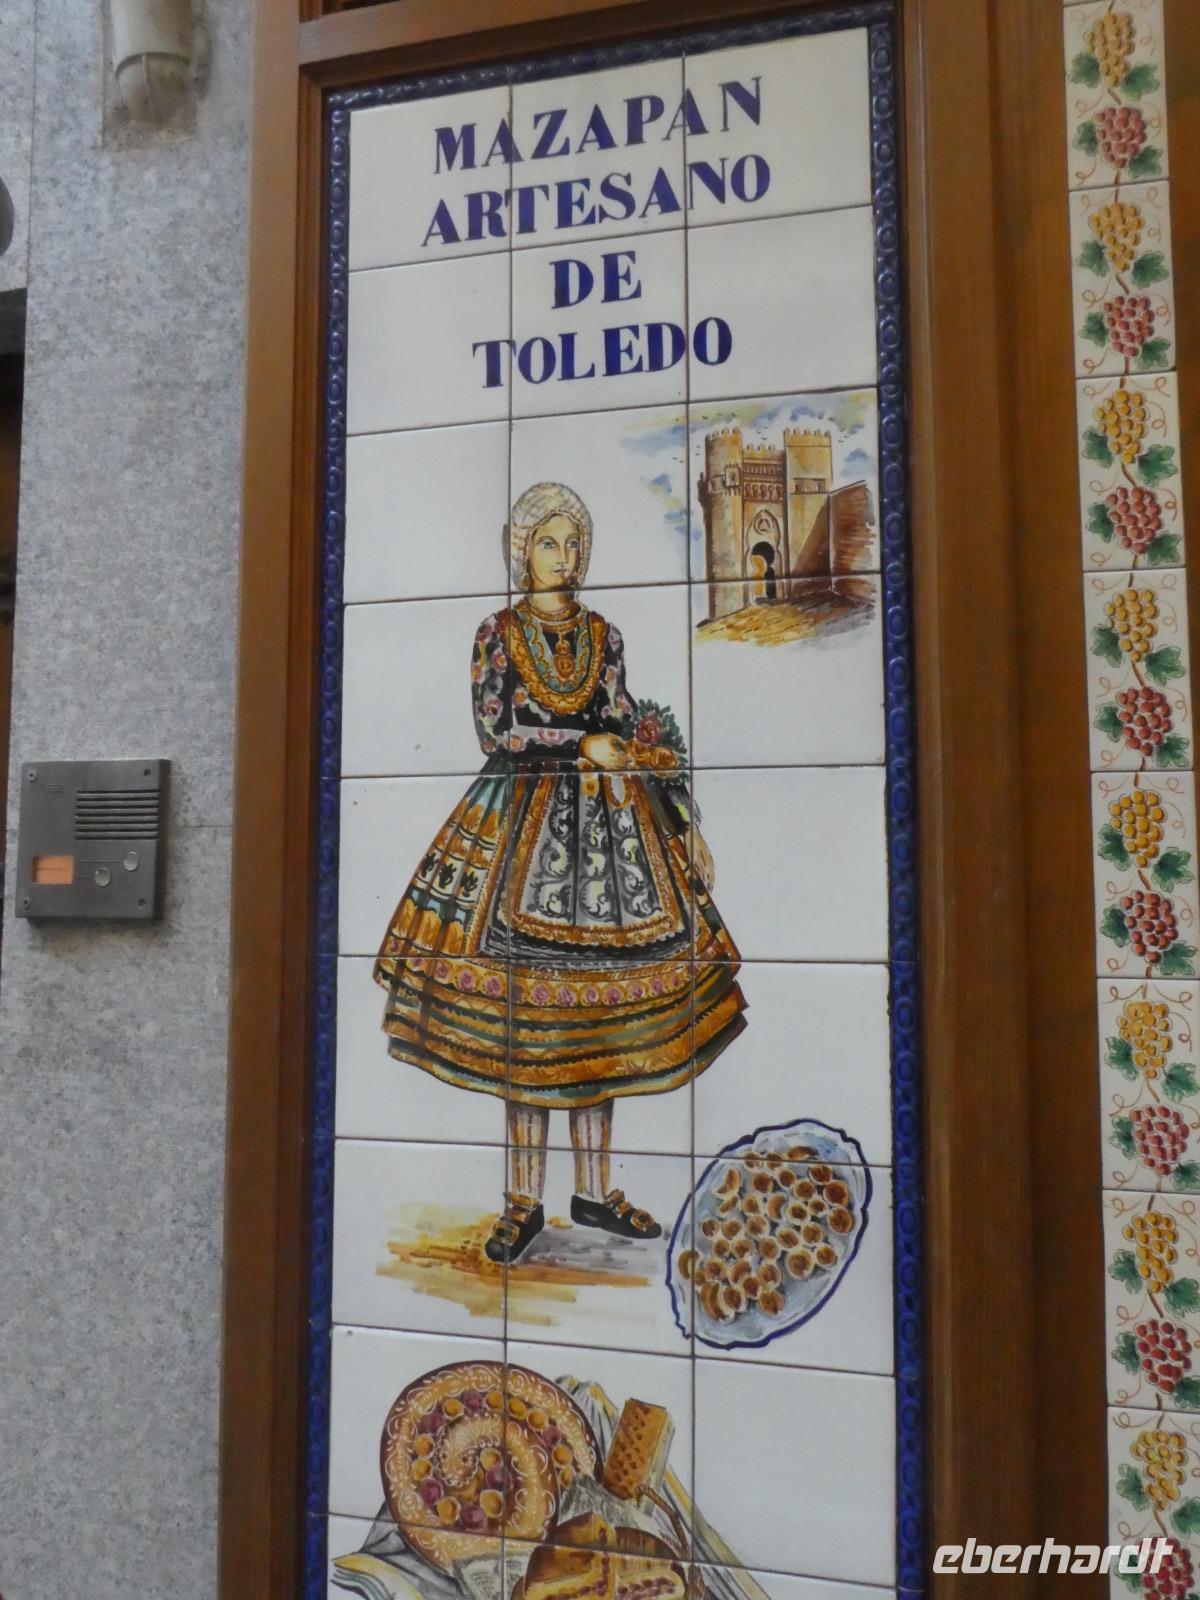 MAZAPAN
ARTESANO
DE
TOLEDO
eberhardt